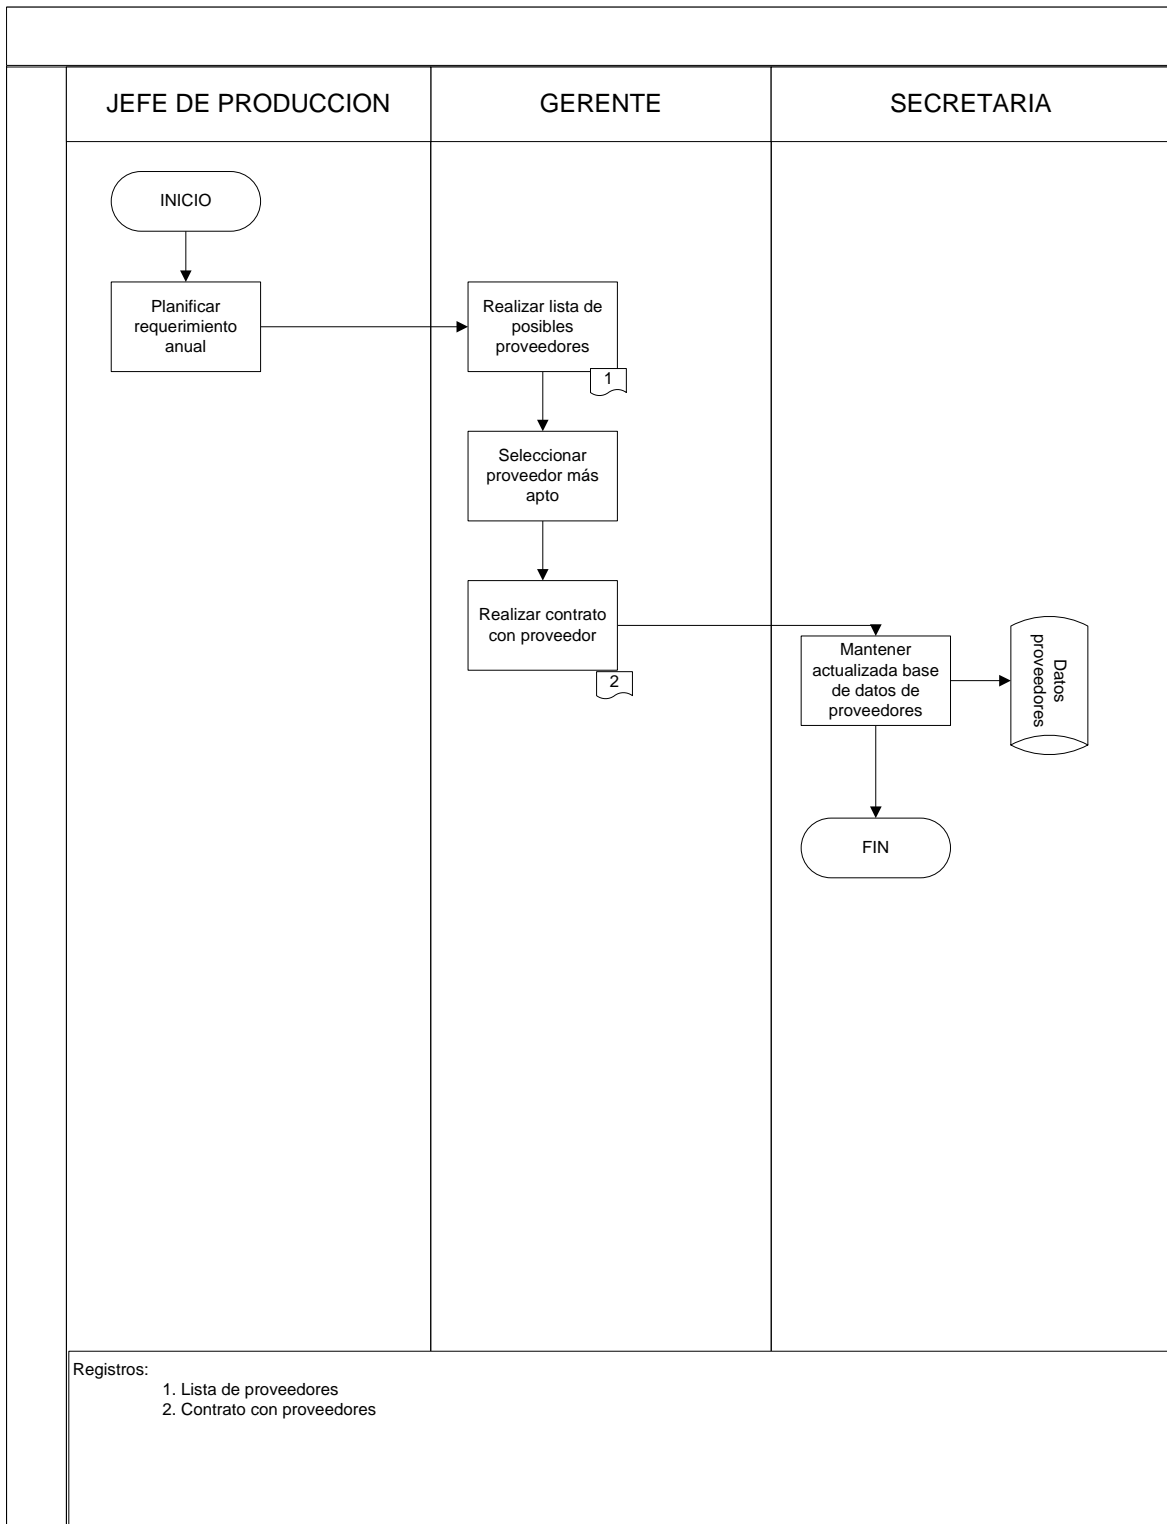 JEFE DE PRODUCCION
GERENTE
SECRETARIA
INICIO
Planificar
requerimiento
anual
Realizar lista de
posibles
proveedores
1
Seleccionar
proveedor más
apto
Realizar contrato
con proveedor
2
Mantener
actualizada base
de datos de
proveedores
Datos
proveedores
FIN
Registros:
1. Lista de proveedores
2. Contrato con proveedores